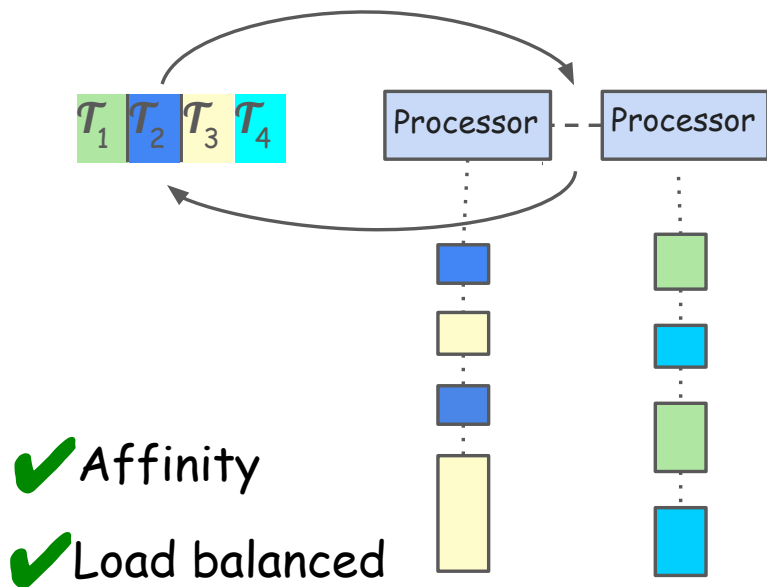 𝒯₁ 𝒯₂ 𝒯₃ 𝒯₄
Processor
Processor
✔ Affinity
✔ Load balanced